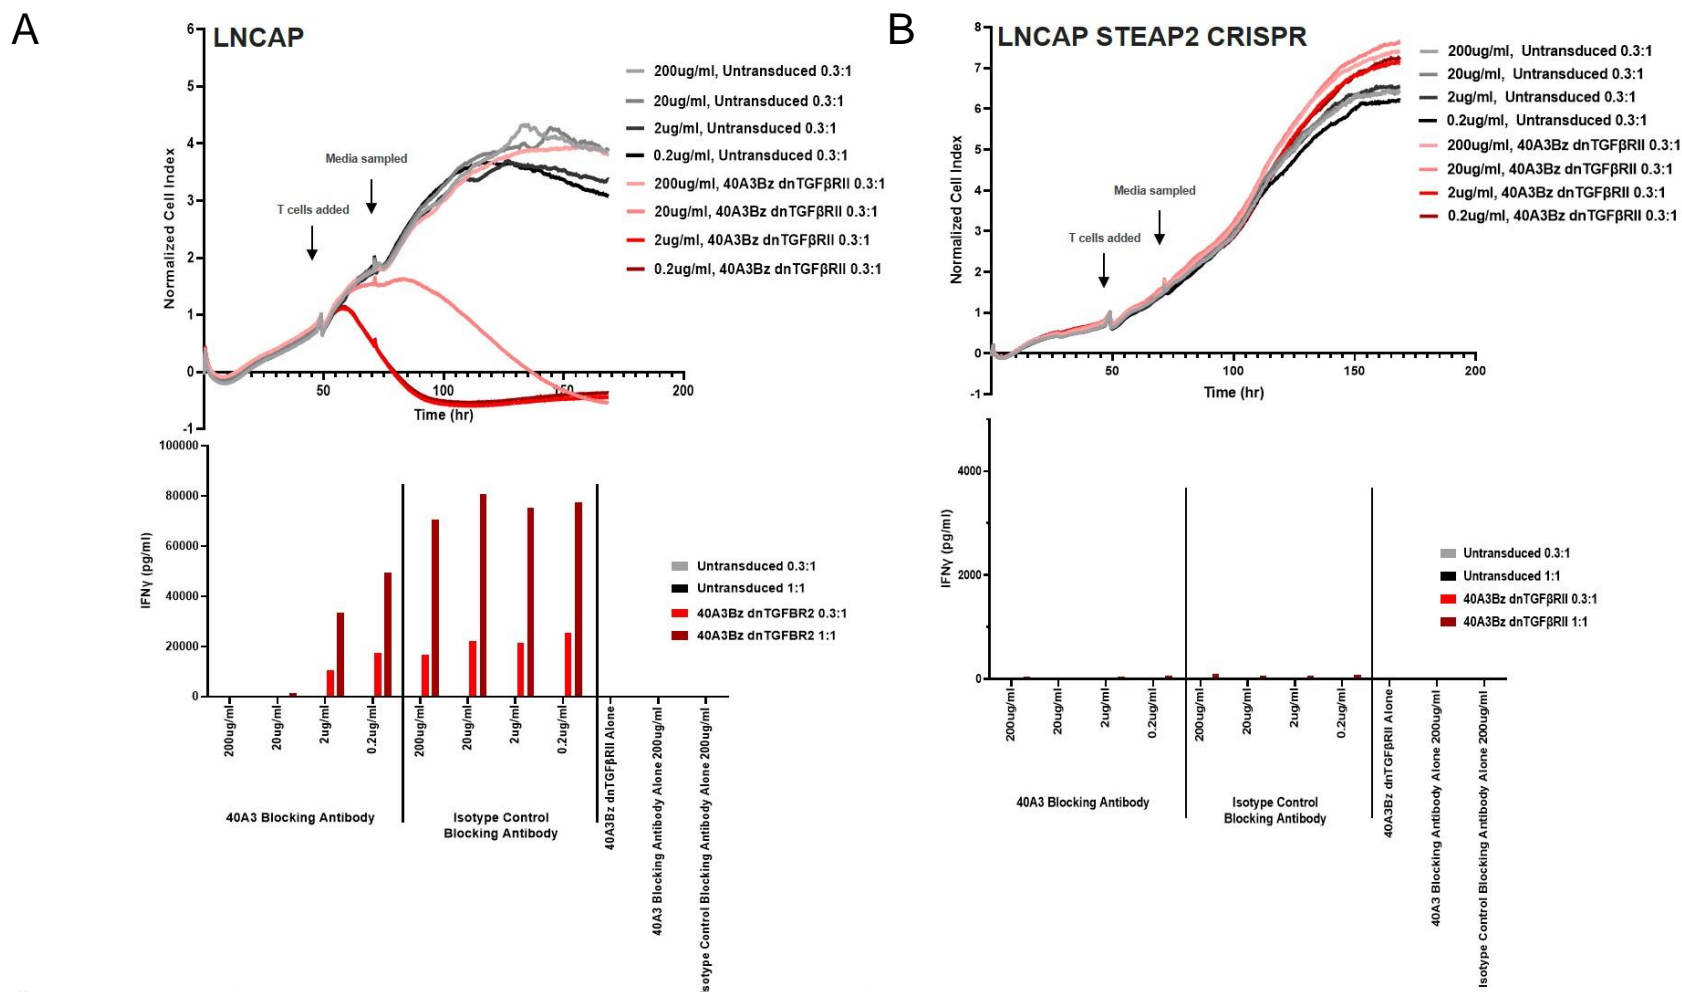 A
LNCAP
6
5
4
3
2
1
0
-1
Normalized Cell Index
T cells added
Media sampled
50
100
150
200
Time (hr)
200ug/ml, Untransduced 0.3:1
20ug/ml, Untransduced 0.3:1
2ug/ml, Untransduced 0.3:1
0.2ug/ml, Untransduced 0.3:1
200ug/ml, 40A3Bz dnTGFβRII 0.3:1
20ug/ml, 40A3Bz dnTGFβRII 0.3:1
2ug/ml, 40A3Bz dnTGFβRII 0.3:1
0.2ug/ml, 40A3Bz dnTGFβRII 0.3:1
100000
80000
60000
40000
20000
0
IFNγ (pg/ml)
200ug/ml
20ug/ml
2ug/ml
0.2ug/ml
200ug/ml
20ug/ml
2ug/ml
0.2ug/ml
40A3Bz dnTGFβRII Alone
40A3 Blocking Antibody Alone 200ug/ml
Isotype Control Blocking Antibody Alone 200ug/ml
40A3 Blocking Antibody
Isotype Control
Blocking Antibody
Untransduced 0.3:1
Untransduced 1:1
40A3Bz dnTGFBR2 0.3:1
40A3Bz dnTGFBR2 1:1
B
LNCAP STEAP2 CRISPR
8
7
6
5
4
3
2
1
0
-1
Normalized Cell Index
T cells added
Media sampled
50
100
150
200
Time (hr)
200ug/ml, Untransduced 0.3:1
20ug/ml, Untransduced 0.3:1
2ug/ml, Untransduced 0.3:1
0.2ug/ml, Untransduced 0.3:1
200ug/ml, 40A3Bz dnTGFβRII 0.3:1
20ug/ml, 40A3Bz dnTGFβRII 0.3:1
2ug/ml, 40A3Bz dnTGFβRII 0.3:1
0.2ug/ml, 40A3Bz dnTGFβRII 0.3:1
4000
2000
0
IFNγ (pg/ml)
200ug/ml
20ug/ml
2ug/ml
0.2ug/ml
200ug/ml
20ug/ml
2ug/ml
0.2ug/ml
40A3Bz dnTGFβRII Alone
40A3 Blocking Antibody Alone 200ug/ml
Isotype Control Blocking Antibody Alone 200ug/ml
40A3 Blocking Antibody
Isotype Control
Blocking Antibody
Untransduced 0.3:1
Untransduced 1:1
40A3Bz dnTGFβRII 0.3:1
40A3Bz dnTGFβRII 1:1